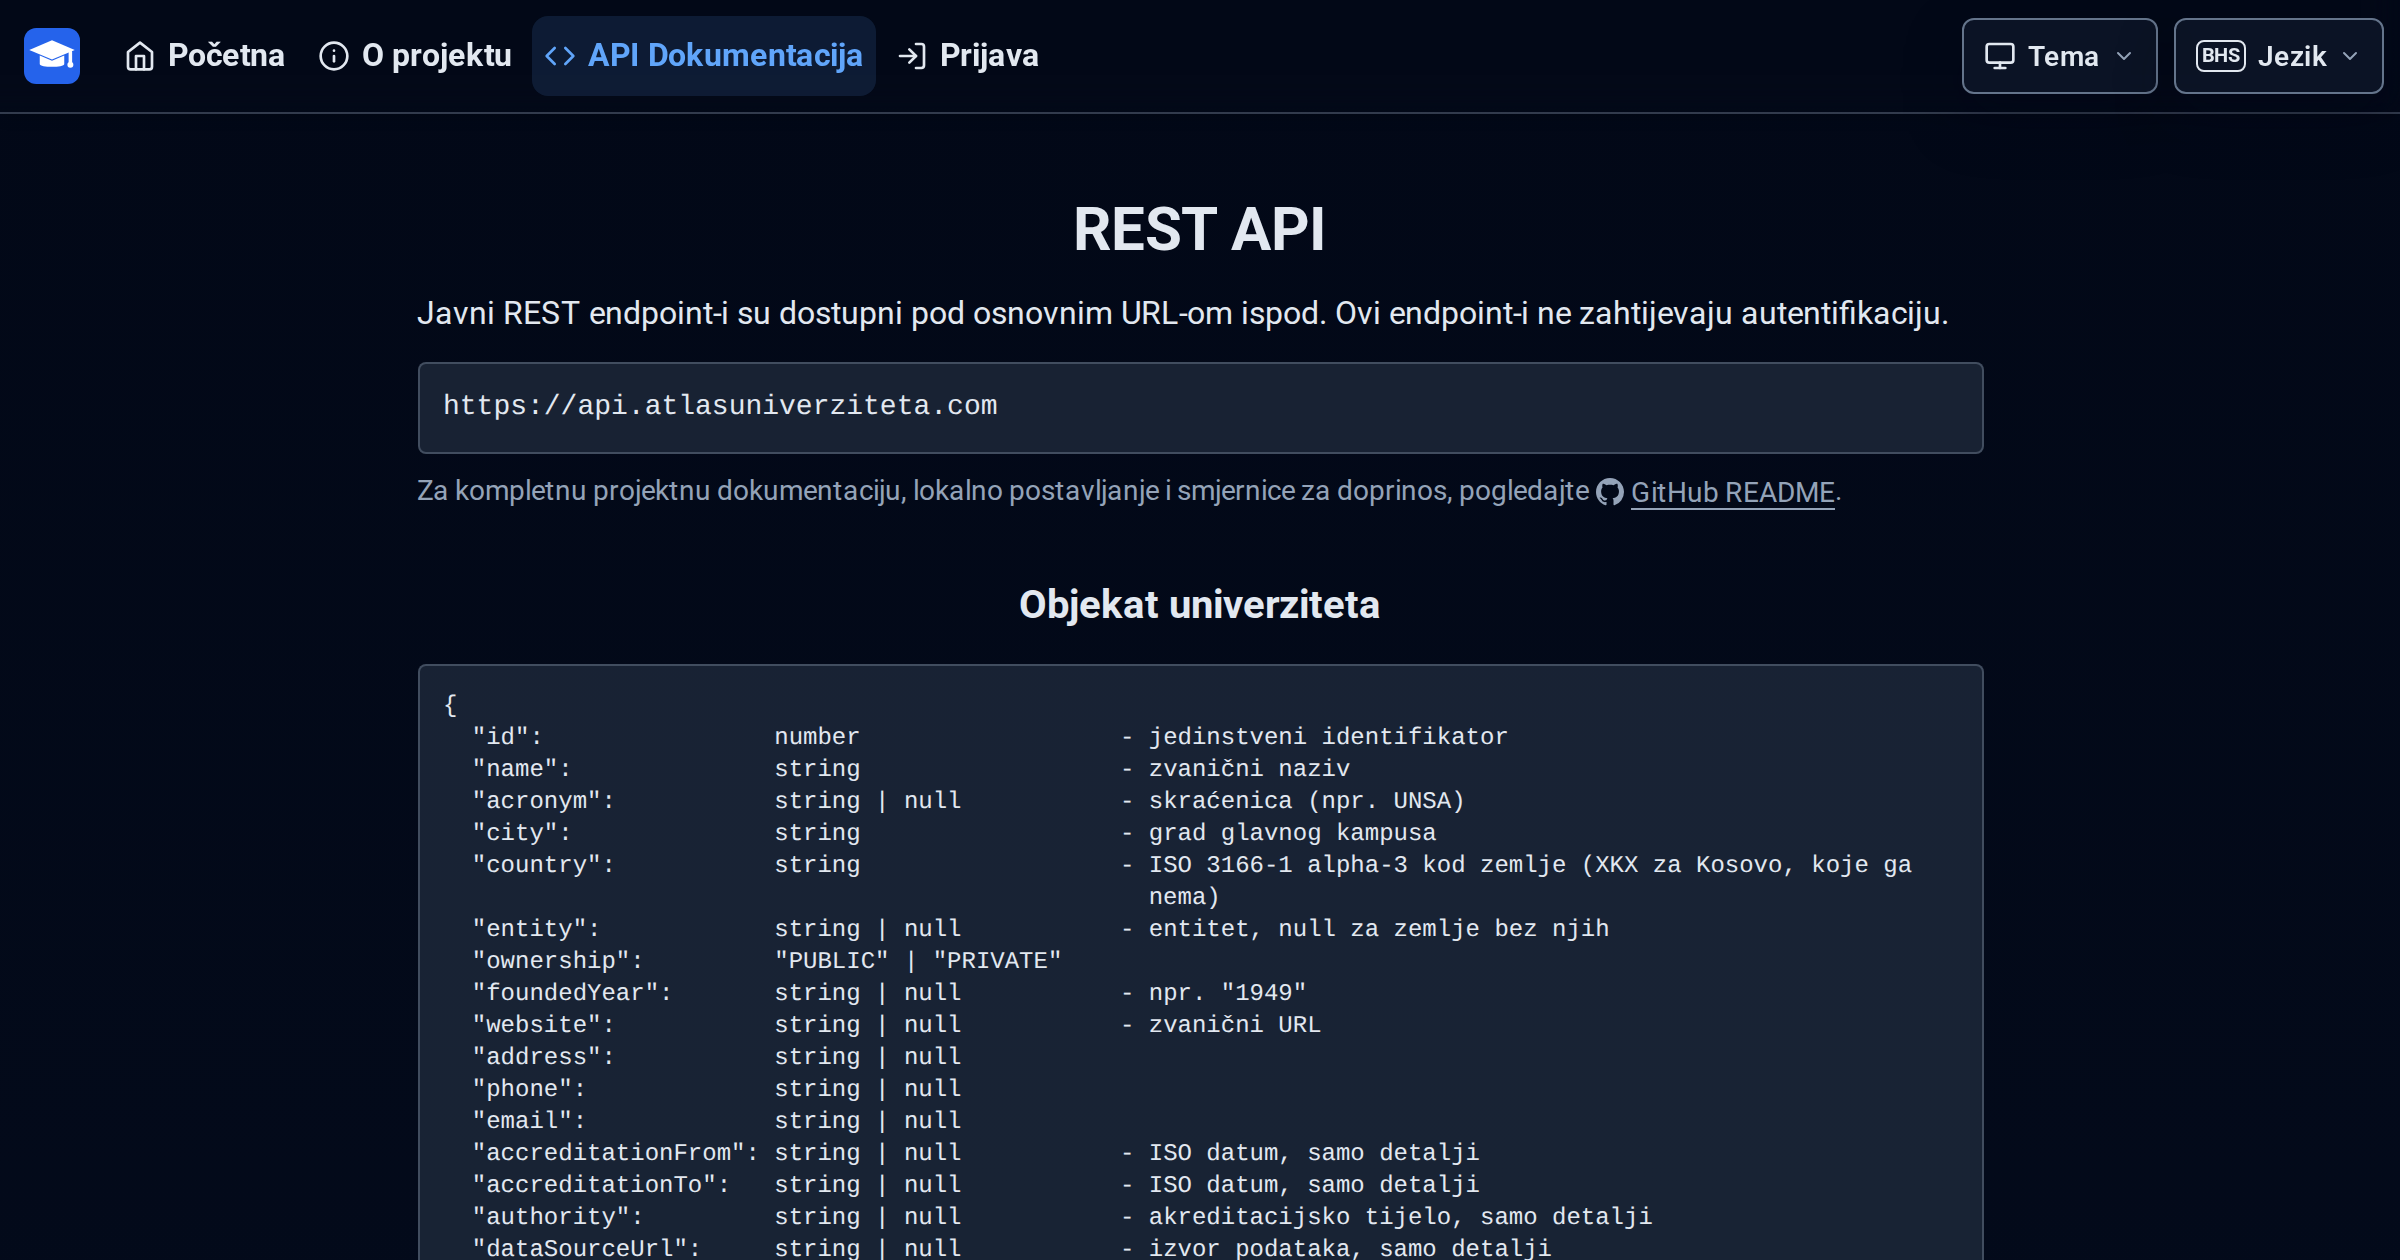 Početna O projektu API Dokumentacija Prijava Tema BHS Jezik
REST API
Javni REST endpoint-i su dostupni pod osnovnim URL-om ispod. Ovi endpoint-i ne zahtijevaju autentifikaciju.
https://api.atlasuniverziteta.com
Za kompletnu projektnu dokumentaciju, lokalno postavljanje i smjernice za doprinos, pogledajte GitHub README.
Objekat univerziteta
{
"id": number - jedinstveni identifikator
"name": string - zvanični naziv
"acronym": string | null - skraćenica (npr. UNSA)
"city": string - grad glavnog kampusa
"country": string - ISO 3166-1 alpha-3 kod zemlje (XKX za Kosovo, koje ga
nema)
"entity": string | null - entitet, null za zemlje bez njih
"ownership": "PUBLIC" | "PRIVATE"
"foundedYear": string | null - npr. "1949"
"website": string | null - zvanični URL
"address": string | null
"phone": string | null
"email": string | null
"accreditationFrom": string | null - ISO datum, samo detalji
"accreditationTo": string | null - ISO datum, samo detalji
"authority": string | null - akreditacijsko tijelo, samo detalji
"dataSourceUrl": string | null - izvor podataka, samo detalji